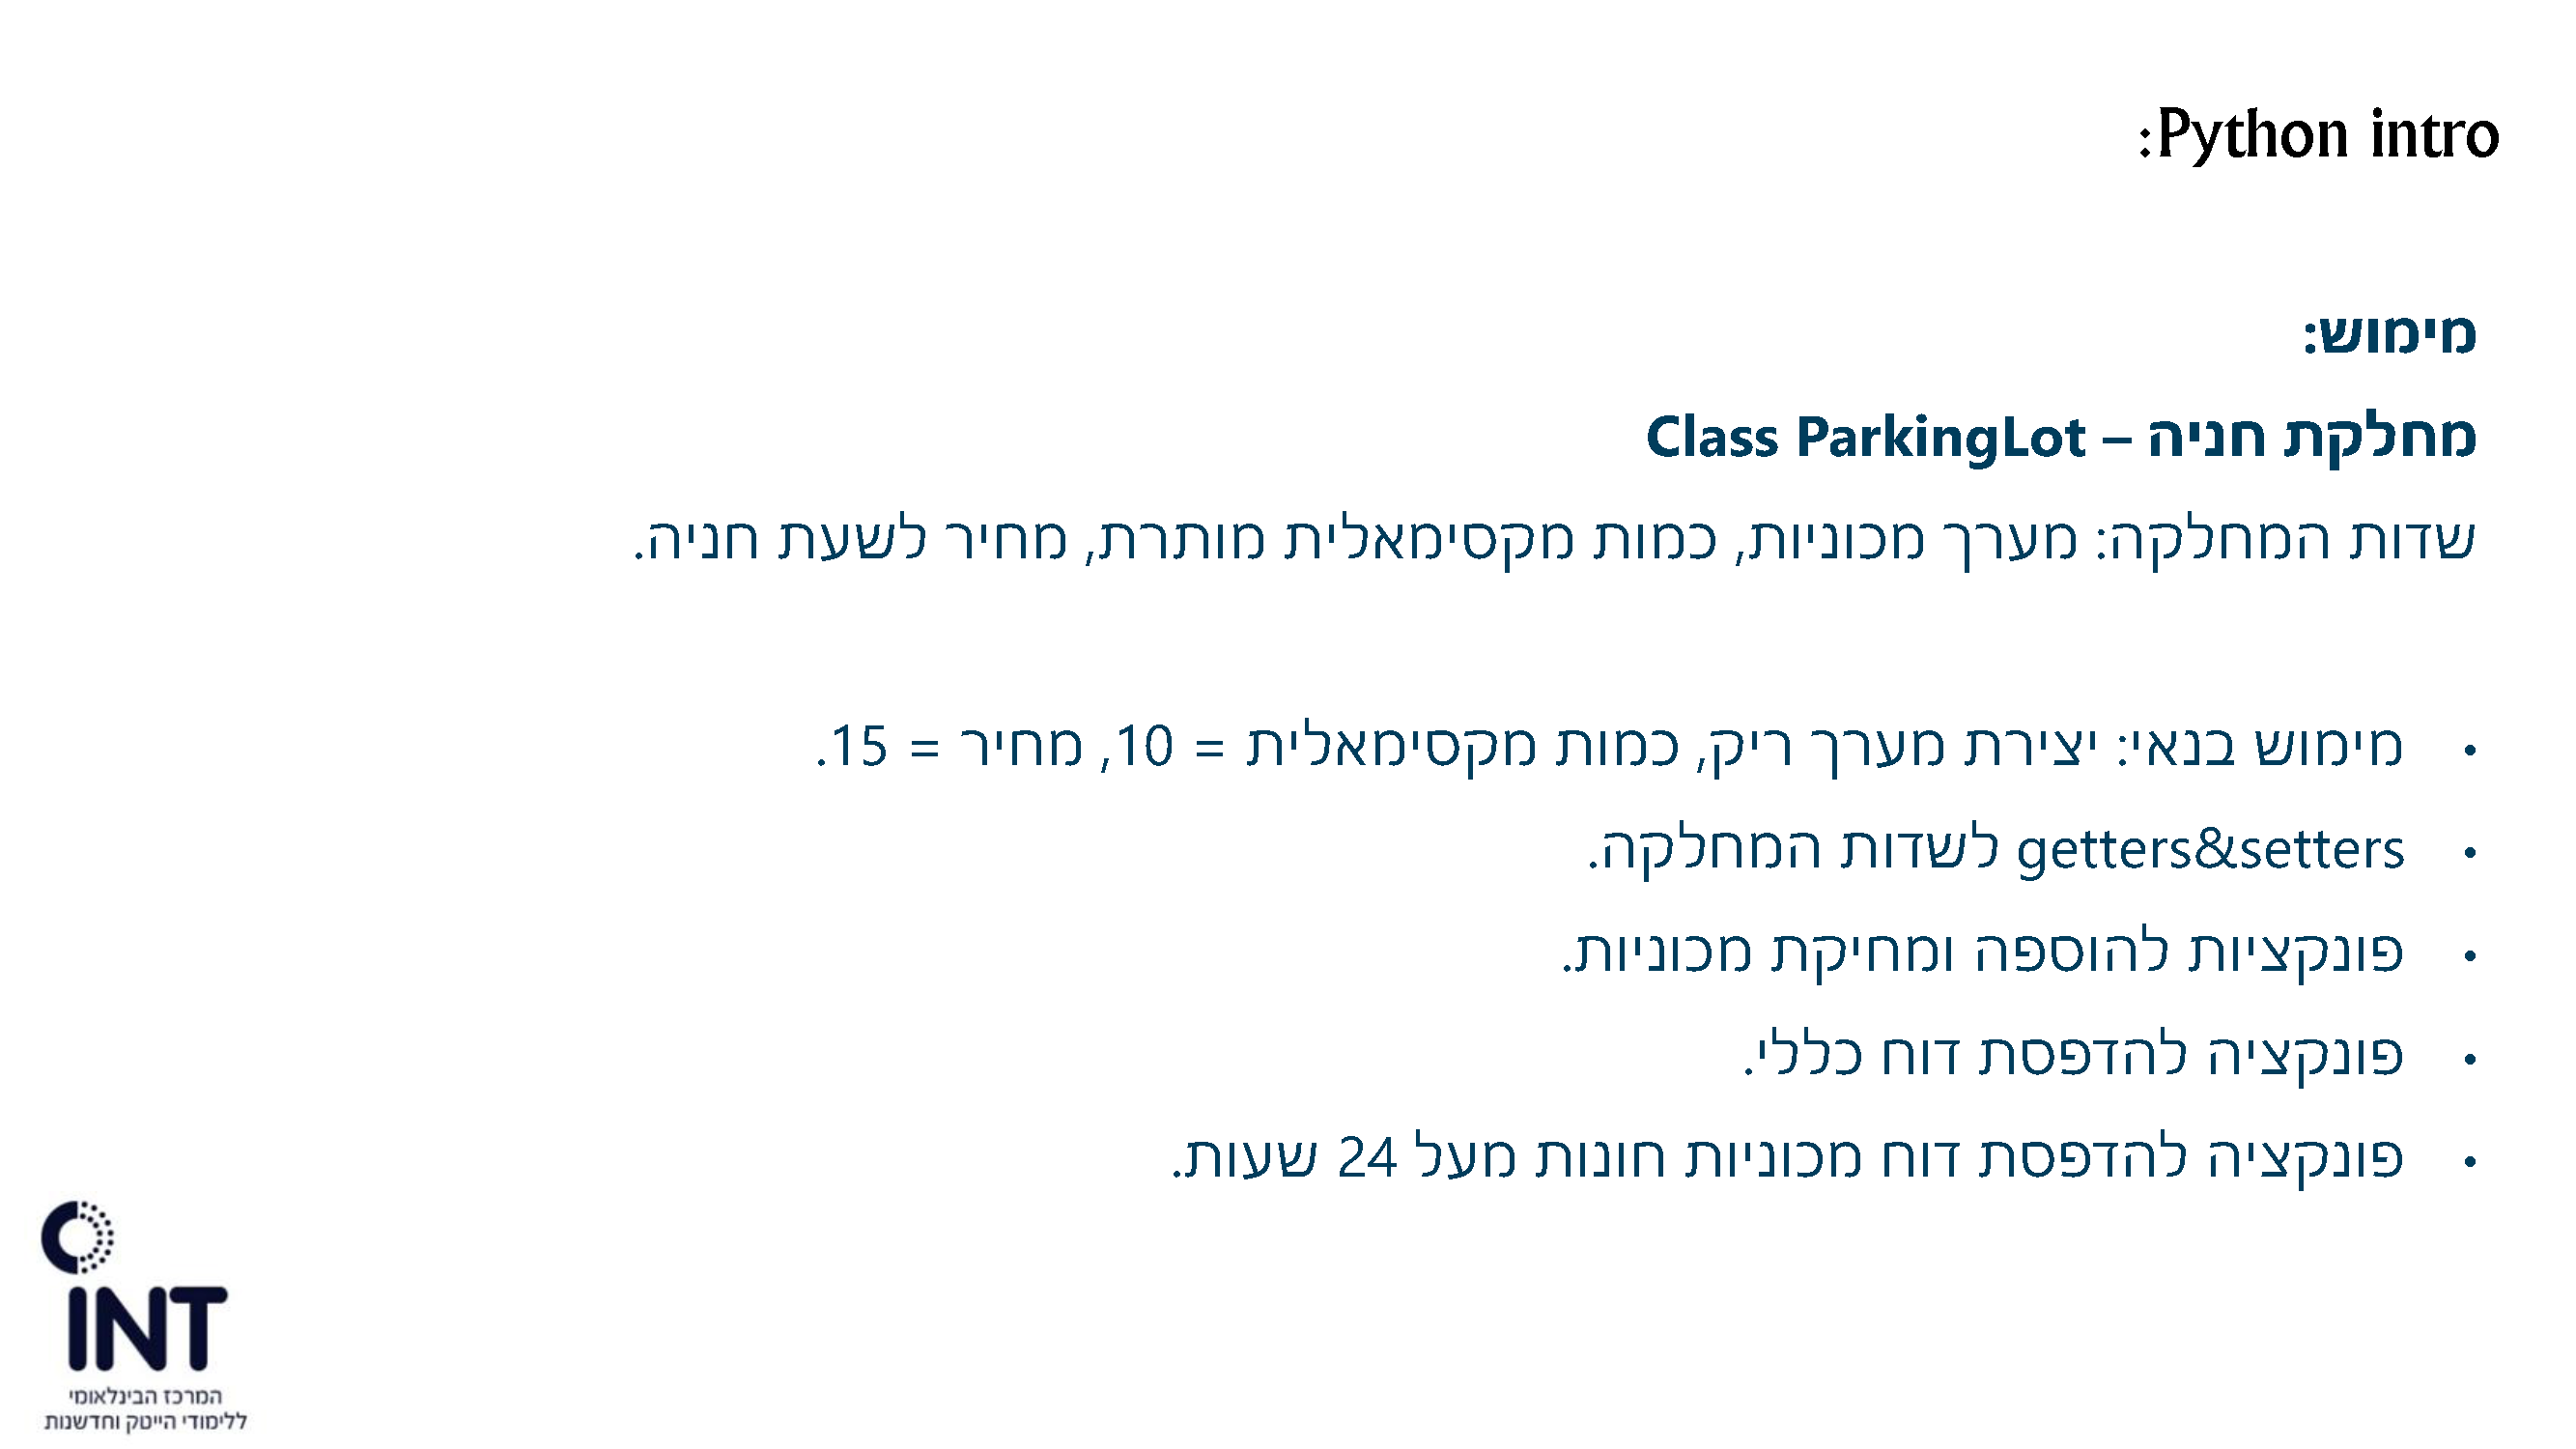 Python intro:
מימוש:
מחלקת חניה – Class ParkingLot
שדות המחלקה: מערך מכוניות, כמות מקסימאלית מותרת, מחיר לשעת חניה.
• מימוש בנאי: יצירת מערך ריק, כמות מקסימאלית = 10, מחיר = 15.
• getters&setters לשדות המחלקה.
• פונקציות להוספה ומחיקת מכוניות.
• פונקציה להדפסת דוח כללי.
• פונקציה להדפסת דוח מכוניות חונות מעל 24 שעות.
INT
המרכז הבינלאומי
ללימודי הייטק וחדשנות